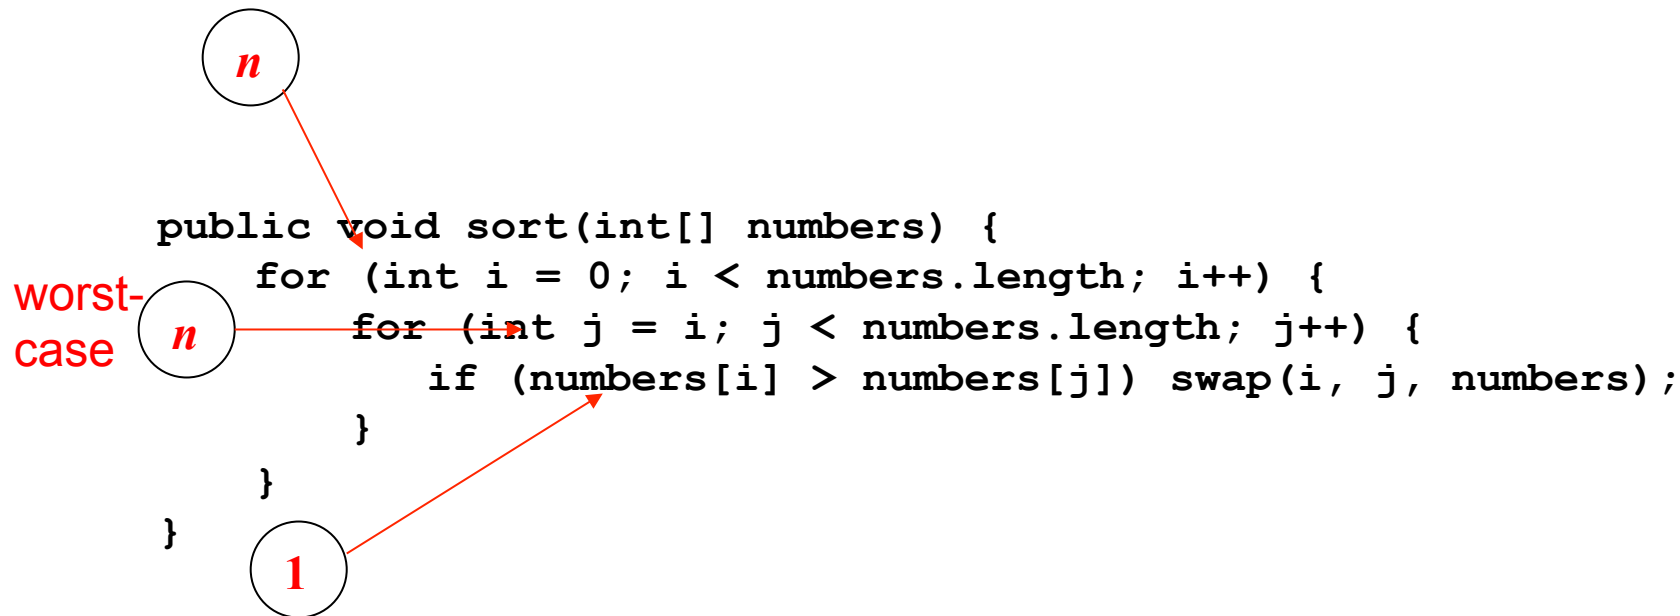 n
public void sort(int[] numbers) {
for (int i = 0; i < numbers.length; i++) {
worst-
case
n
for (int j = i; j < numbers.length; j++) {
if (numbers[i] > numbers[j]) swap(i, j, numbers);
}
}
}
1